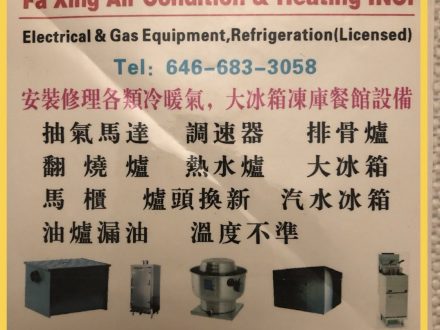 Fa Xing Air Condition & Heating INC.
Electrical & Gas Equipment,Refrigeration(Licensed)
Tel: 646-683-3058
安裝修理各類冷暖氣，大冰箱凍庫餐館設備
抽氣馬達 調速器 排骨爐
翻燒爐 熱水爐 大冰箱
馬櫃 爐頭換新 汽水冰箱
油爐漏油 溫度不準